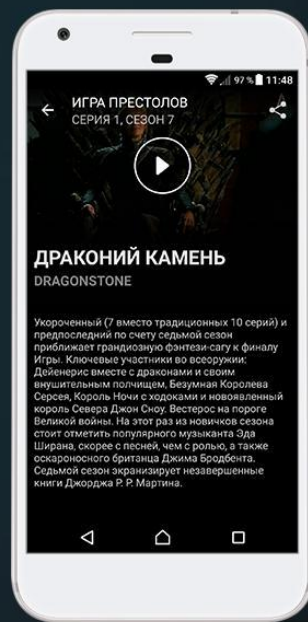 97 % 11:48
ИГРА ПРЕСТОЛОВ
СЕРИЯ 1, СЕЗОН 7
ДРАКОНИЙ КАМЕНЬ
DRAGONSTONE
Укороченный (7 вместо традиционных 10 серий) и
предпоследний по счету седьмой сезон
приближает грандиозную фэнтези-сагу к финалу
Игры. Ключевые участники во всеоружии:
Дейенерис вместе с драконами и своим
внушительным полчищем, Безумная Королева
Серсея, Король Ночи с ходоками и новоявленный
король Севера Джон Сноу. Вестерос на пороге
Великой войны. На этот раз из новичков сезона
стоит отметить популярного музыканта Эда
Ширана, скорее с песней, чем с ролью, а также
оскароносного британца Джима Бродбента.
Седьмой сезон экранизирует незавершенные
книги Джорджа Р. Р. Мартина.